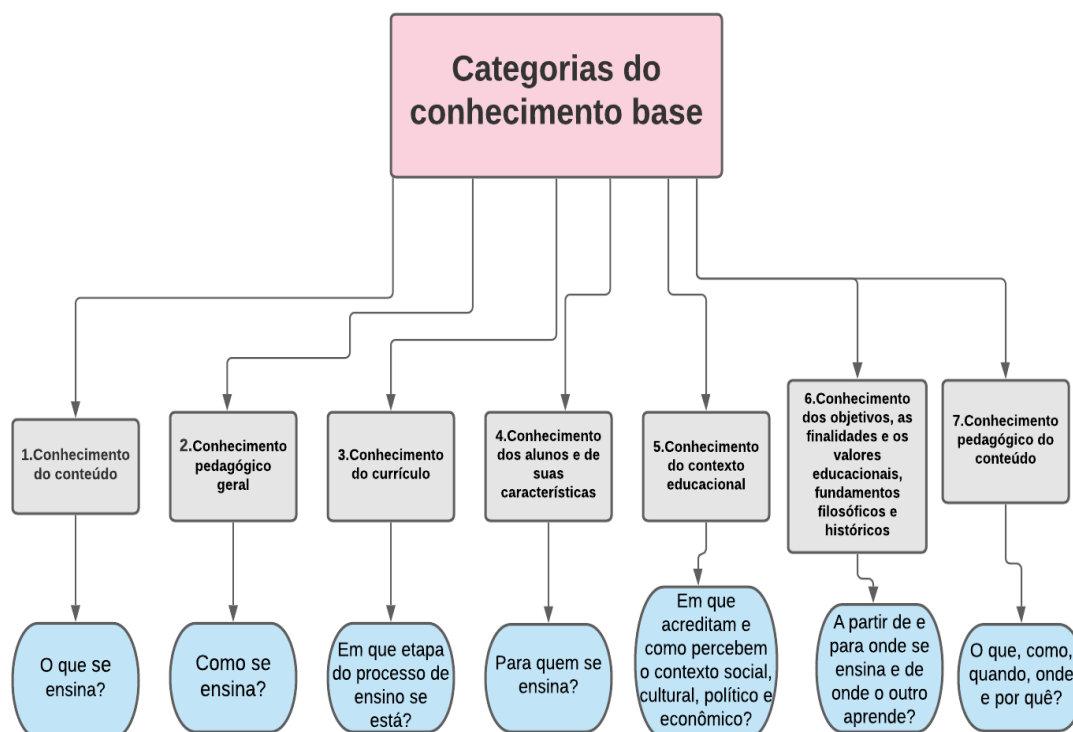 Categorias do
conhecimento base
1.Conhecimento
do conteúdo
2.Conhecimento
pedagógico
geral
3.Conhecimento
do currículo
4.Conhecimento
dos alunos e de
suas
características
5.Conhecimento
do contexto
educacional
6.Conhecimento
dos objetivos, as
finalidades e os
valores
educacionais,
fundamentos
filosóficos e
históricos
7.Conhecimento
pedagógico do
conteúdo
O que se
ensina?
Como se
ensina?
Em que etapa
do processo de
ensino se
está?
Para quem se
ensina?
Em que
acreditam e
como percebem
o contexto social,
cultural, político e
econômico?
A partir de e
para onde se
ensina e de
onde o outro
aprende?
O que, como,
quando, onde
e por quê?